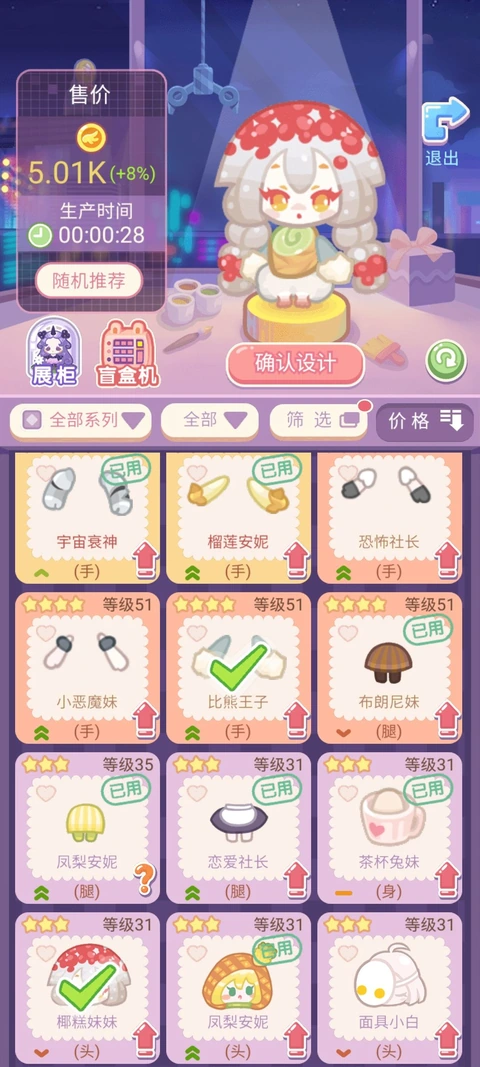 售价
5.01K(+8%)
生产时间
00:00:28
随机推荐
退出
展柜
盲盒机
确认设计
全部系列
全部
筛选
价格
已用
已用
宇宙衰神
榴莲安妮
恐怖社长
(手)
(手)
(手)
等级51
等级51
等级51
已用
小恶魔妹
比熊王子
布朗尼妹
(手)
(手)
(腿)
等级35
等级31
等级31
已用
已用
已用
凤梨安妮
恋爱社长
茶杯兔妹
(腿)
(腿)
(身)
等级31
等级31
等级31
已用
椰糕妹妹
凤梨安妮
面具小白
(头)
(头)
(头)